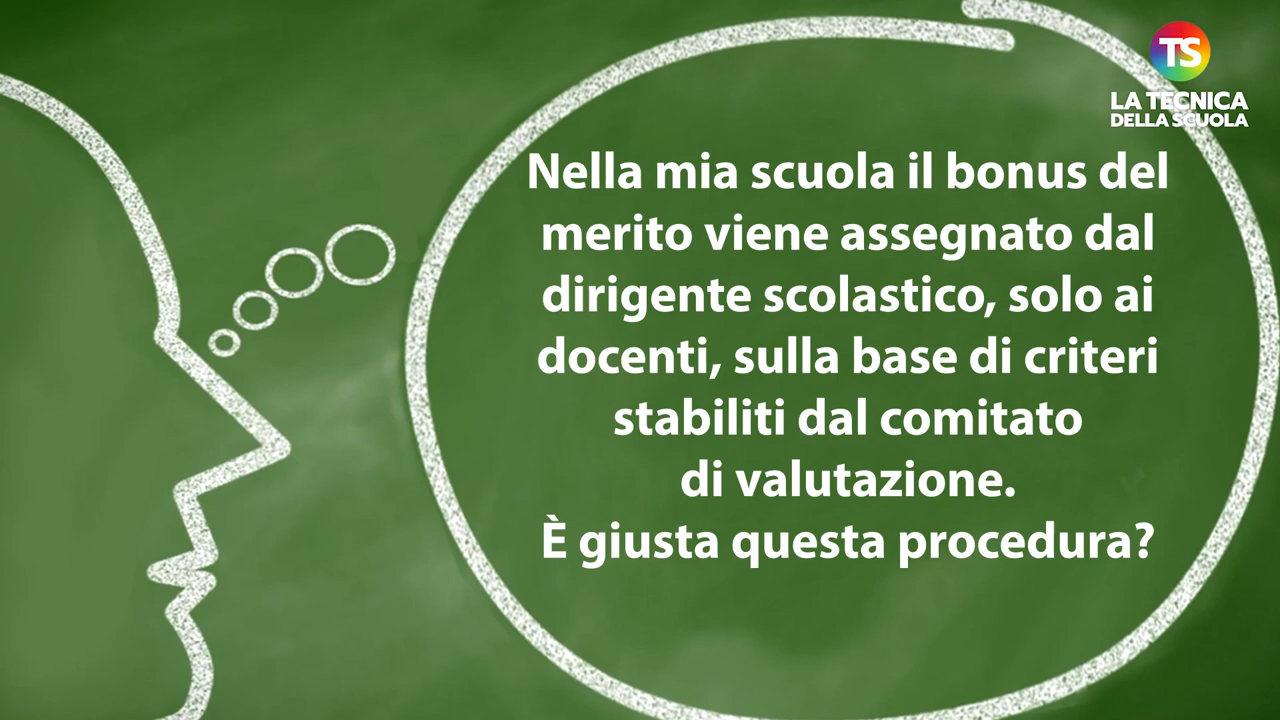 TS
LA TECNICA
DELLA SCUOLA
Nella mia scuola il bonus del
merito viene assegnato dal
dirigente scolastico, solo ai
docenti, sulla base di criteri
stabiliti dal comitato
di valutazione.
È giusta questa procedura?